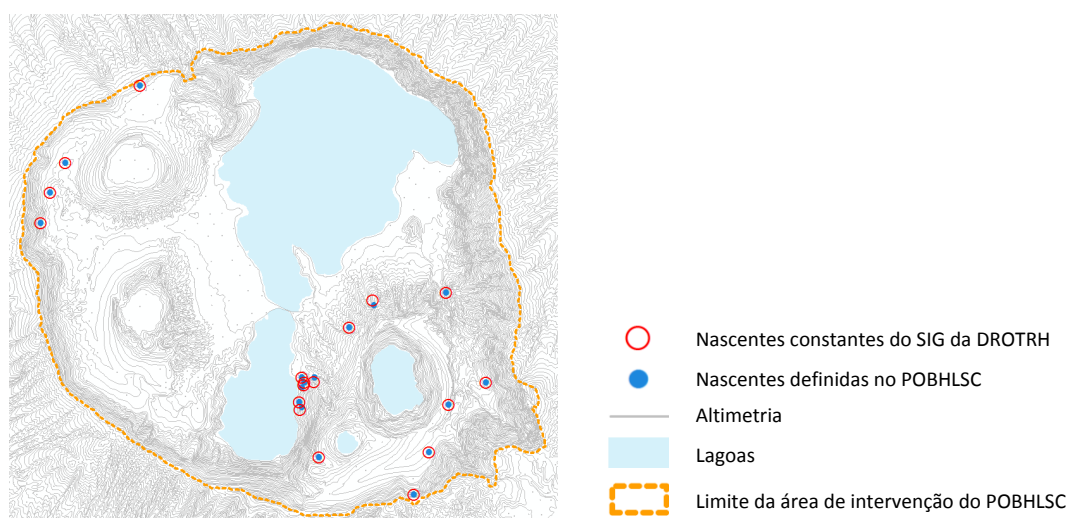 Nascentes constantes do SIG da DROTRH
Nascentes definidas no POBHLSC
Altimetria
Lagoas
Limite da área de intervenção do POBHLSC